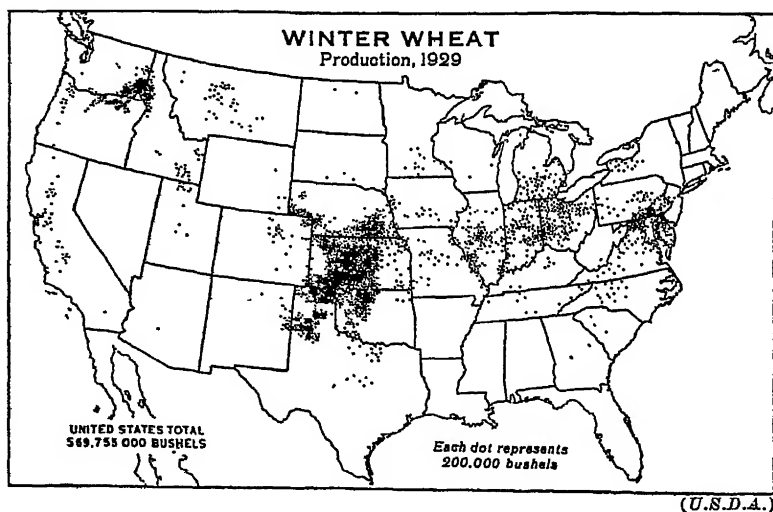 WINTER WHEAT
Production, 1929
UNITED STATES TOTAL
569,755 000 BUSHELS
Each dot represents
200.000 bushels
(U.S.D.A.)